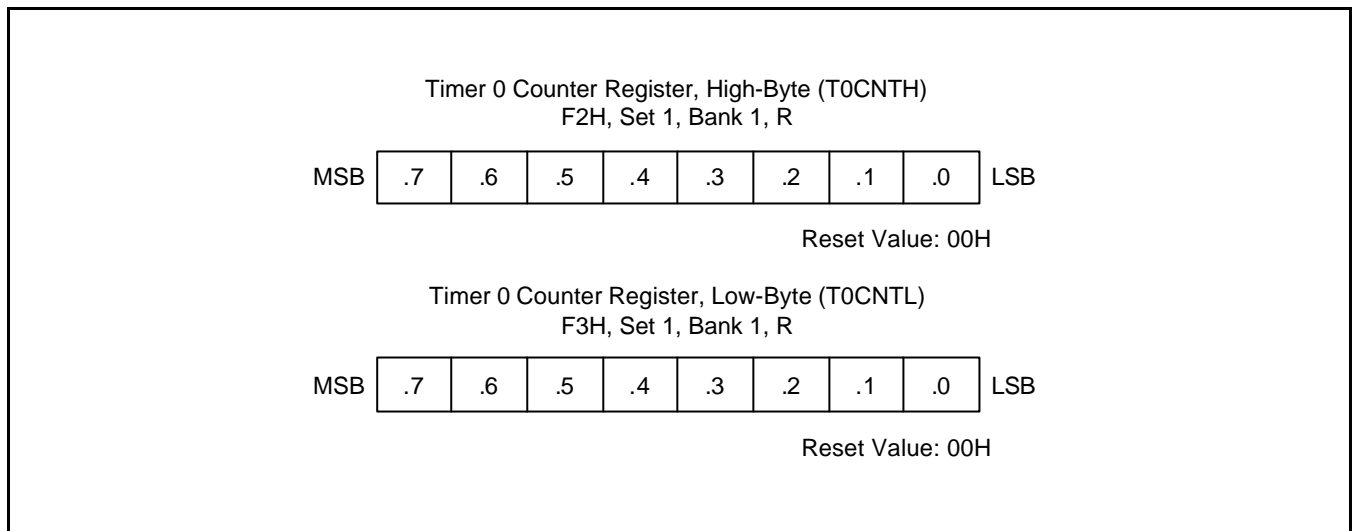 Timer 0 Counter Register, High-Byte (T0CNTH)
F2H, Set 1, Bank 1, R
MSB .7 .6 .5 .4 .3 .2 .1 .0 LSB
Reset Value: 00H
Timer 0 Counter Register, Low-Byte (T0CNTL)
F3H, Set 1, Bank 1, R
MSB .7 .6 .5 .4 .3 .2 .1 .0 LSB
Reset Value: 00H